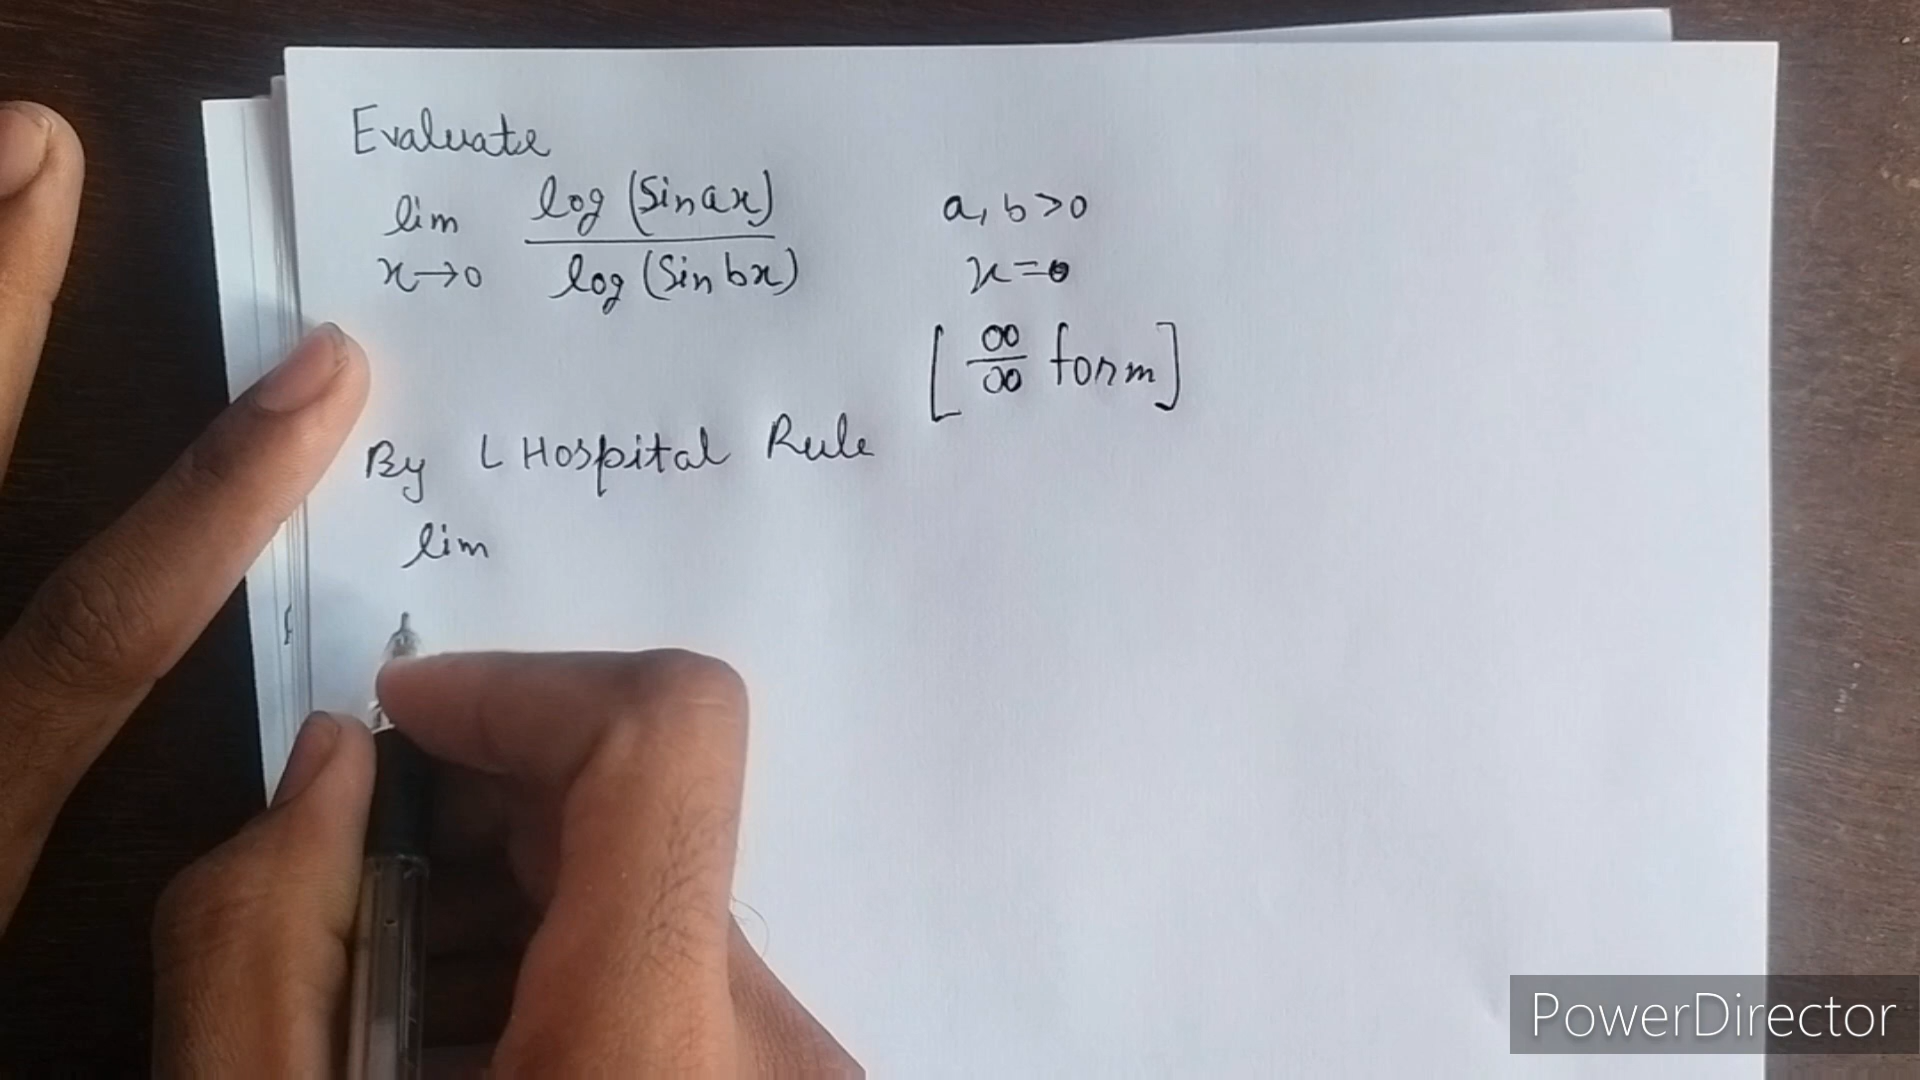 Evaluate
lim x→0 log (Sin ax) / log (Sin bx)
a, b > 0
x = 0
[ ∞/∞ form ]
By L Hospital Rule
lim
PowerDirector